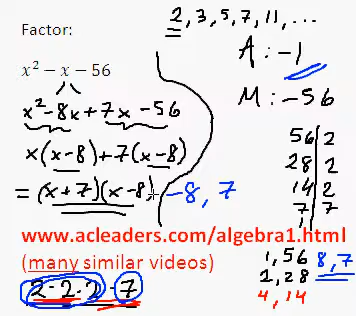 Factor:
x² – x – 56
x² - 8x + 7x - 56
x(x-8) + 7(x-8)
= (x+7)(x-8)
-8, 7
2, 3, 5, 7, 11, ...
A: -1
M: -56
56 | 2
28 | 2
14 | 2
7 | 7
1
1, 56
2, 28
4, 14
8, 7
www.acleaders.com/algebra1.html
(many similar videos)
2 - 2 . 2 . 7